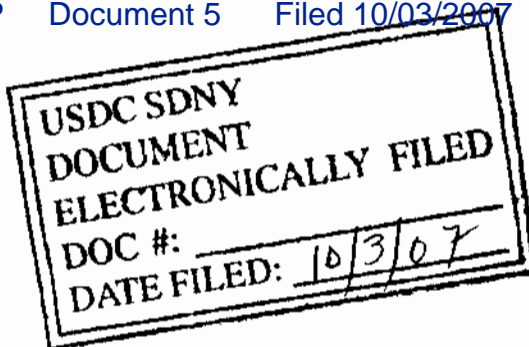 Document 5 Filed 10/03/2007
USDC SDNY
DOCUMENT
ELECTRONICALLY FILED
DOC #:
DATE FILED: 10/3/07